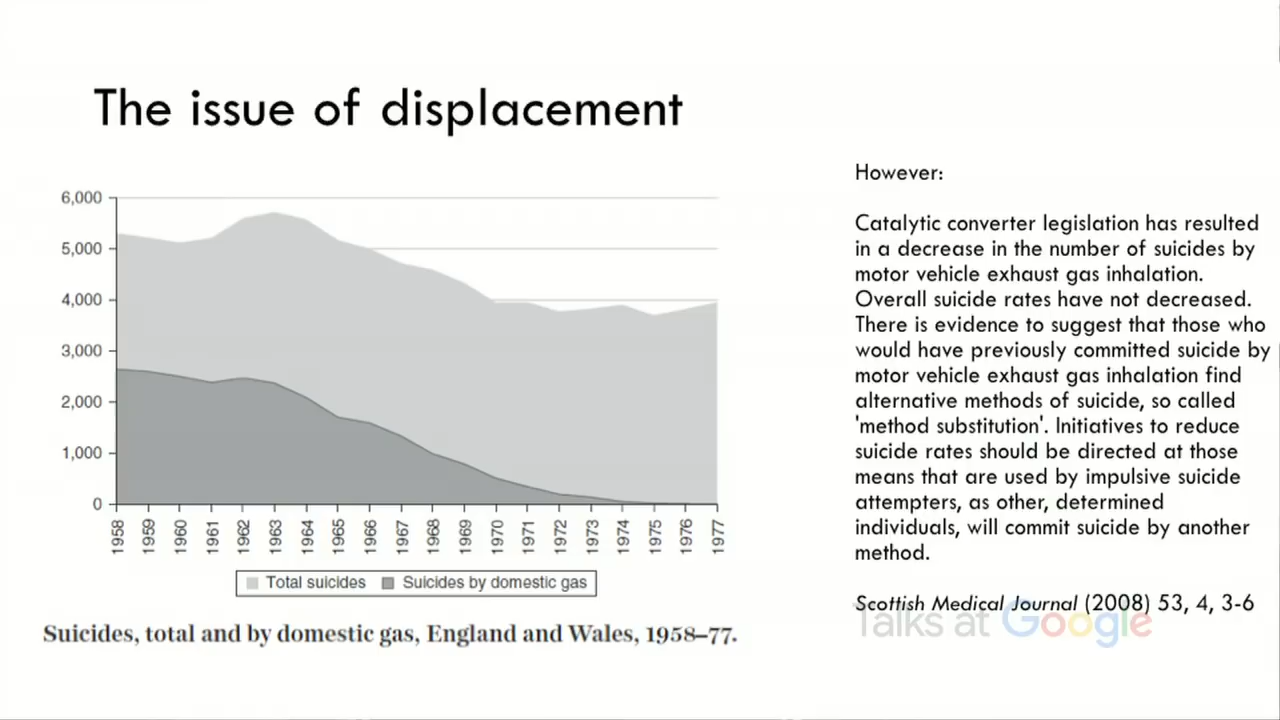 The issue of displacement
6,000
5,000
4,000
3,000
2,000
1,000
0
1958
1959
1960
1961
1962
1963
1964
1965
1966
1967
1968
1969
1970
1971
1972
1973
1974
1975
1976
1977
Total suicides
Suicides by domestic gas
Suicides, total and by domestic gas, England and Wales, 1958–77.
However:
Catalytic converter legislation has resulted
in a decrease in the number of suicides by
motor vehicle exhaust gas inhalation.
Overall suicide rates have not decreased.
There is evidence to suggest that those who
would have previously committed suicide by
motor vehicle exhaust gas inhalation find
alternative methods of suicide, so called
'method substitution'. Initiatives to reduce
suicide rates should be directed at those
means that are used by impulsive suicide
attempters, as other, determined
individuals, will commit suicide by another
method.
Scottish Medical Journal (2008) 53, 4, 3-6
Talks at Google